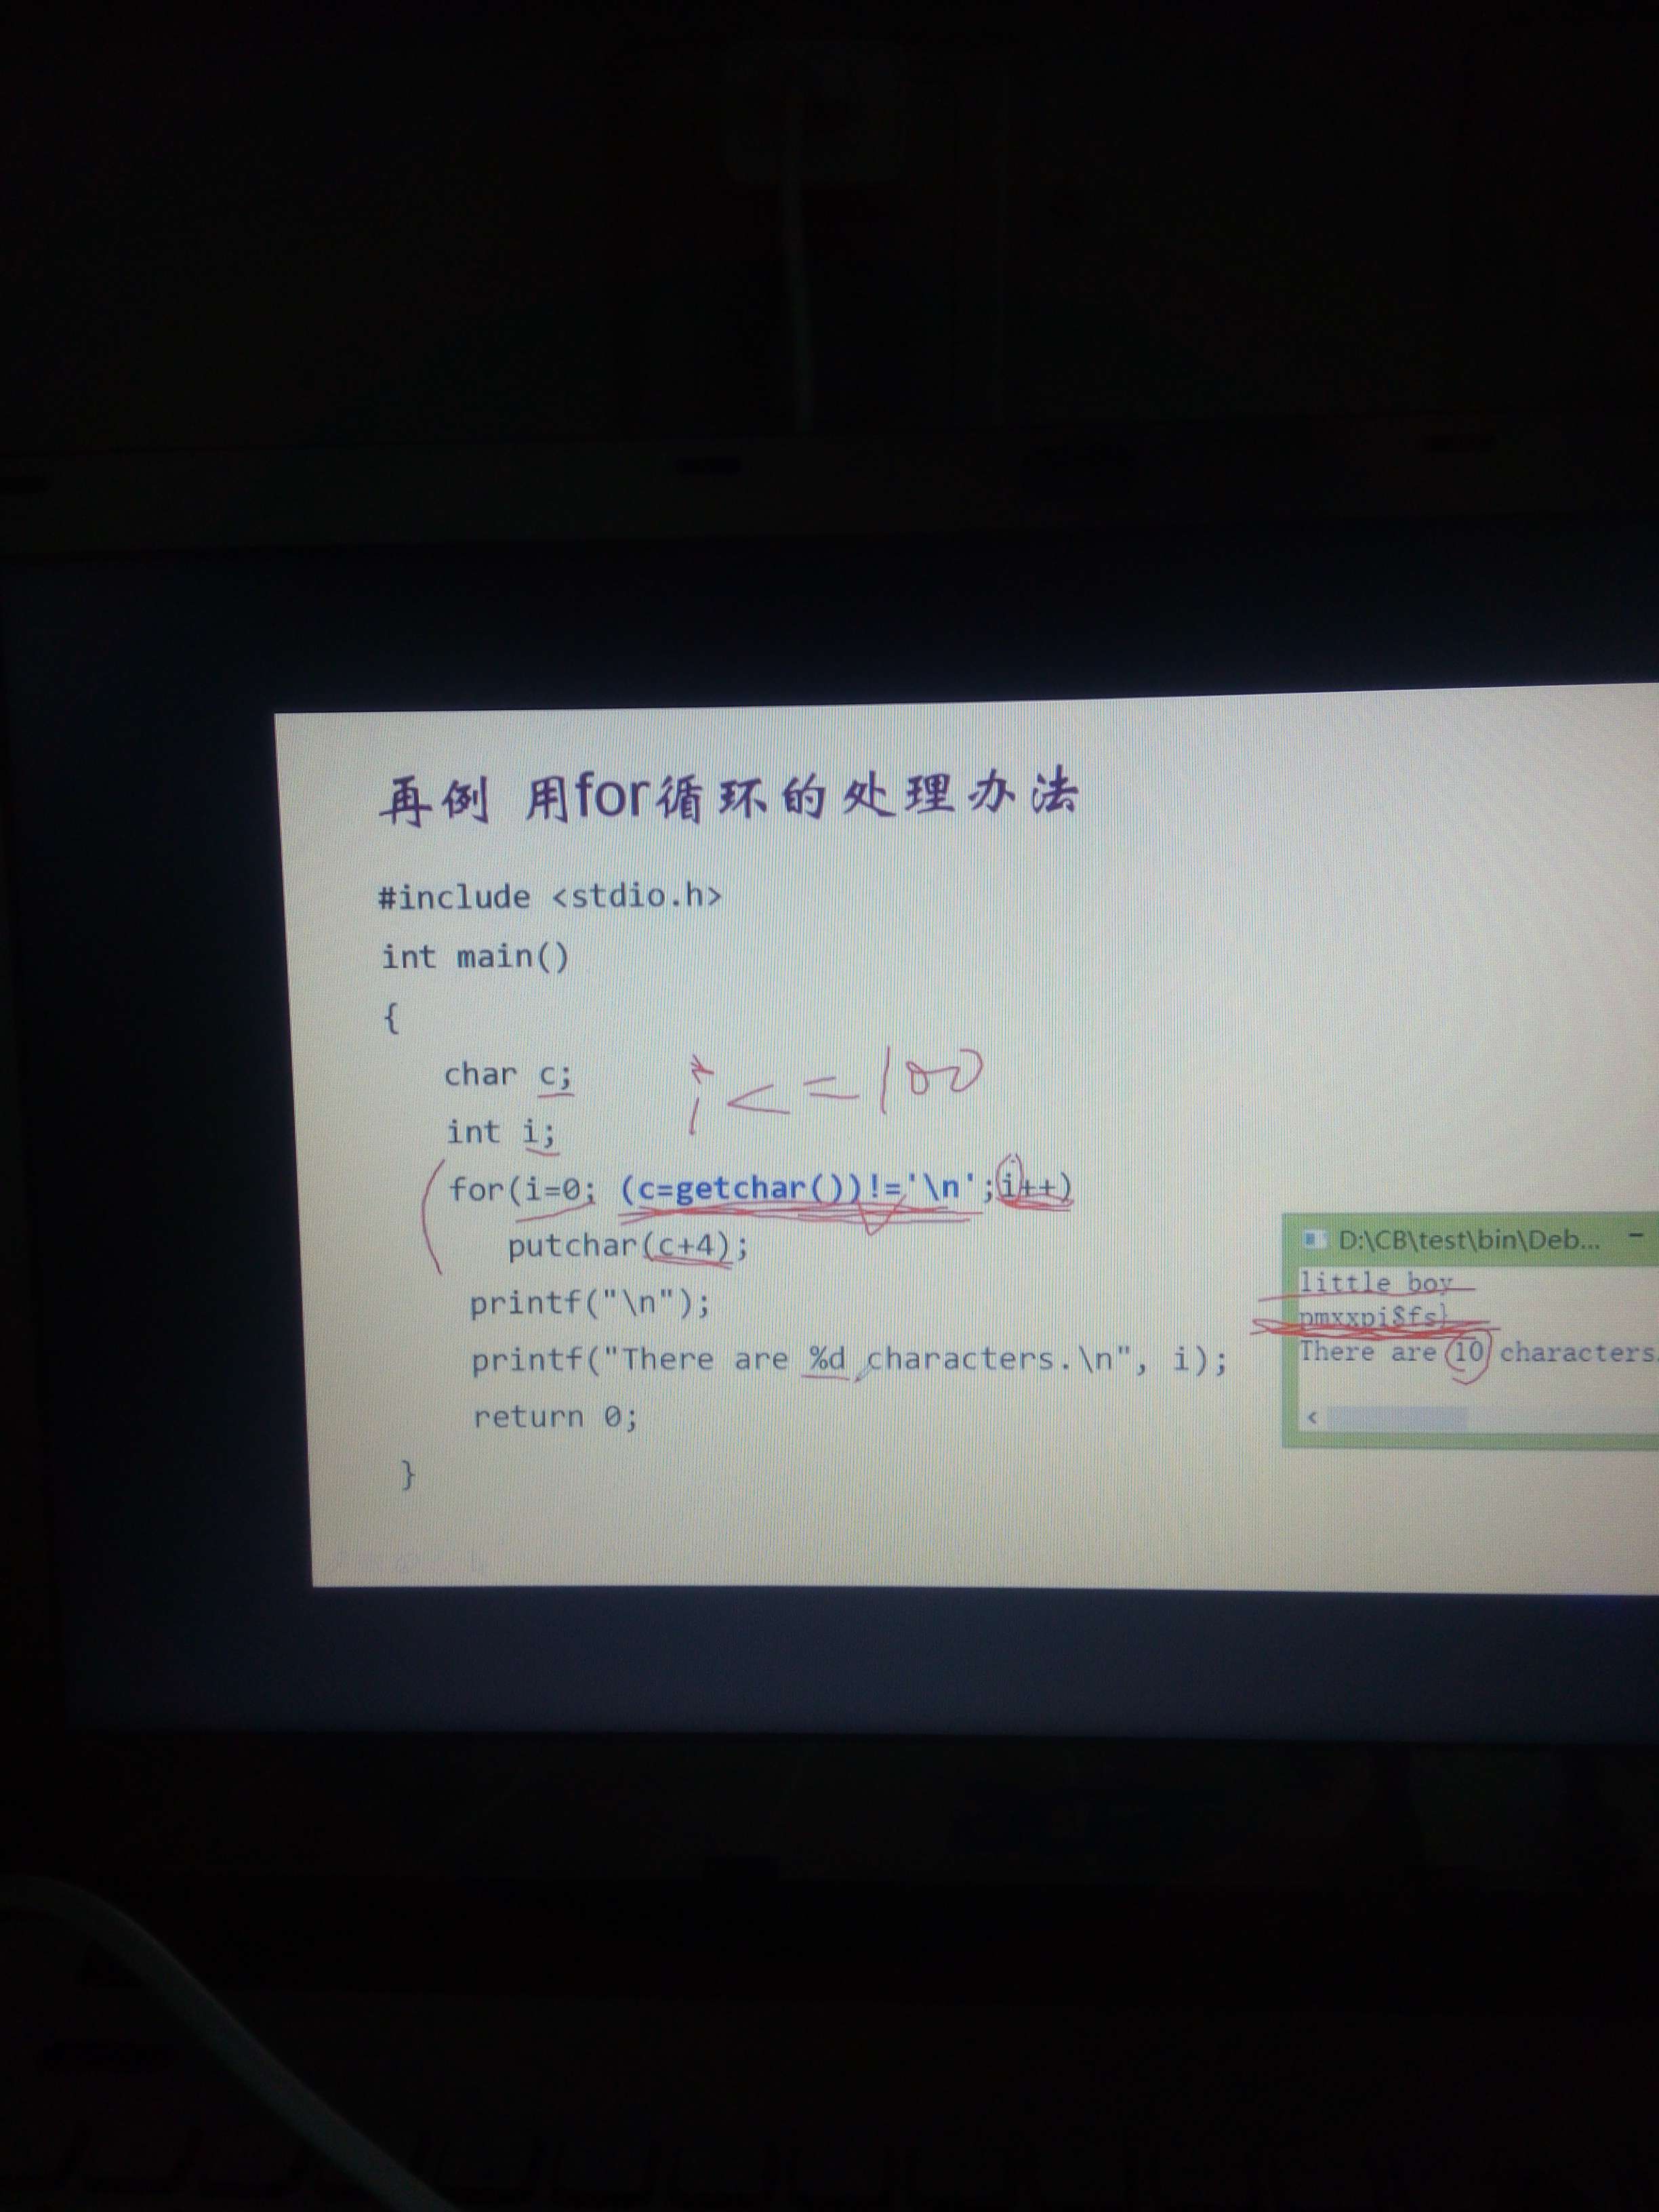 再例 用for循环的处理办法
#include <stdio.h>
int main()
{
char c;
i<=100
int i;
for(i=0; (c=getchar())!='\n';i++)
putchar(c+4);
printf("\n");
printf("There are %d characters.\n", i);
return 0;
}
D:\CB\test\bin\Deb...
little boy
pmxxpi$fs}
There are 10 characters.